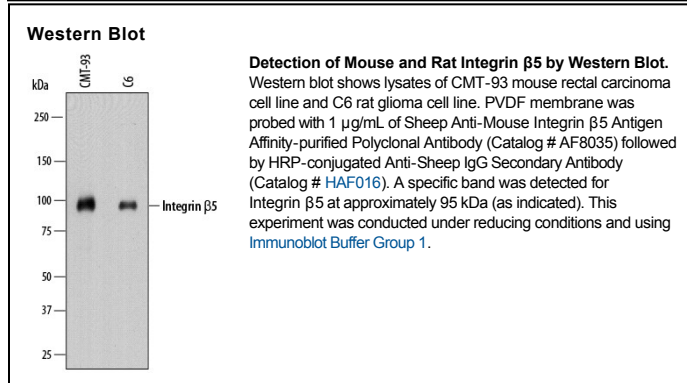 Western Blot
kDa
CMT-93
C6
250
150
100
75
50
37
25
Integrin β5
Detection of Mouse and Rat Integrin β5 by Western Blot.
Western blot shows lysates of CMT-93 mouse rectal carcinoma
cell line and C6 rat glioma cell line. PVDF membrane was
probed with 1 µg/mL of Sheep Anti-Mouse Integrin β5 Antigen
Affinity-purified Polyclonal Antibody (Catalog # AF8035) followed
by HRP-conjugated Anti-Sheep IgG Secondary Antibody
(Catalog # HAF016). A specific band was detected for
Integrin β5 at approximately 95 kDa (as indicated). This
experiment was conducted under reducing conditions and using
Immunoblot Buffer Group 1.